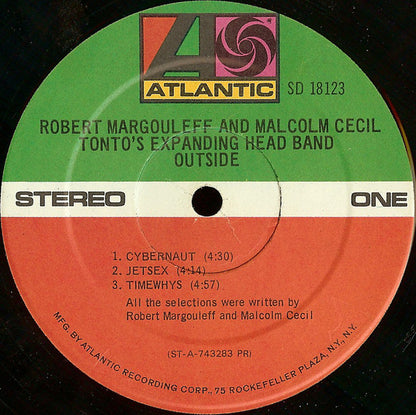 ATLANTIC
SD 18123
ROBERT MARGOULEFF AND MALCOLM CECIL
TONTO'S EXPANDING HEAD BAND
OUTSIDE
STEREO
ONE
1. CYBERNAUT (4:30)
2. JETSEX (4:14)
3. TIMEWHYS (4:57)
All the selections were written by
Robert Margouleff and Malcolm Cecil
(ST-A-743283 PR)
MFG. BY ATLANTIC RECORDING CORP., 75 ROCKEFELLER PLAZA, N.Y., N.Y.